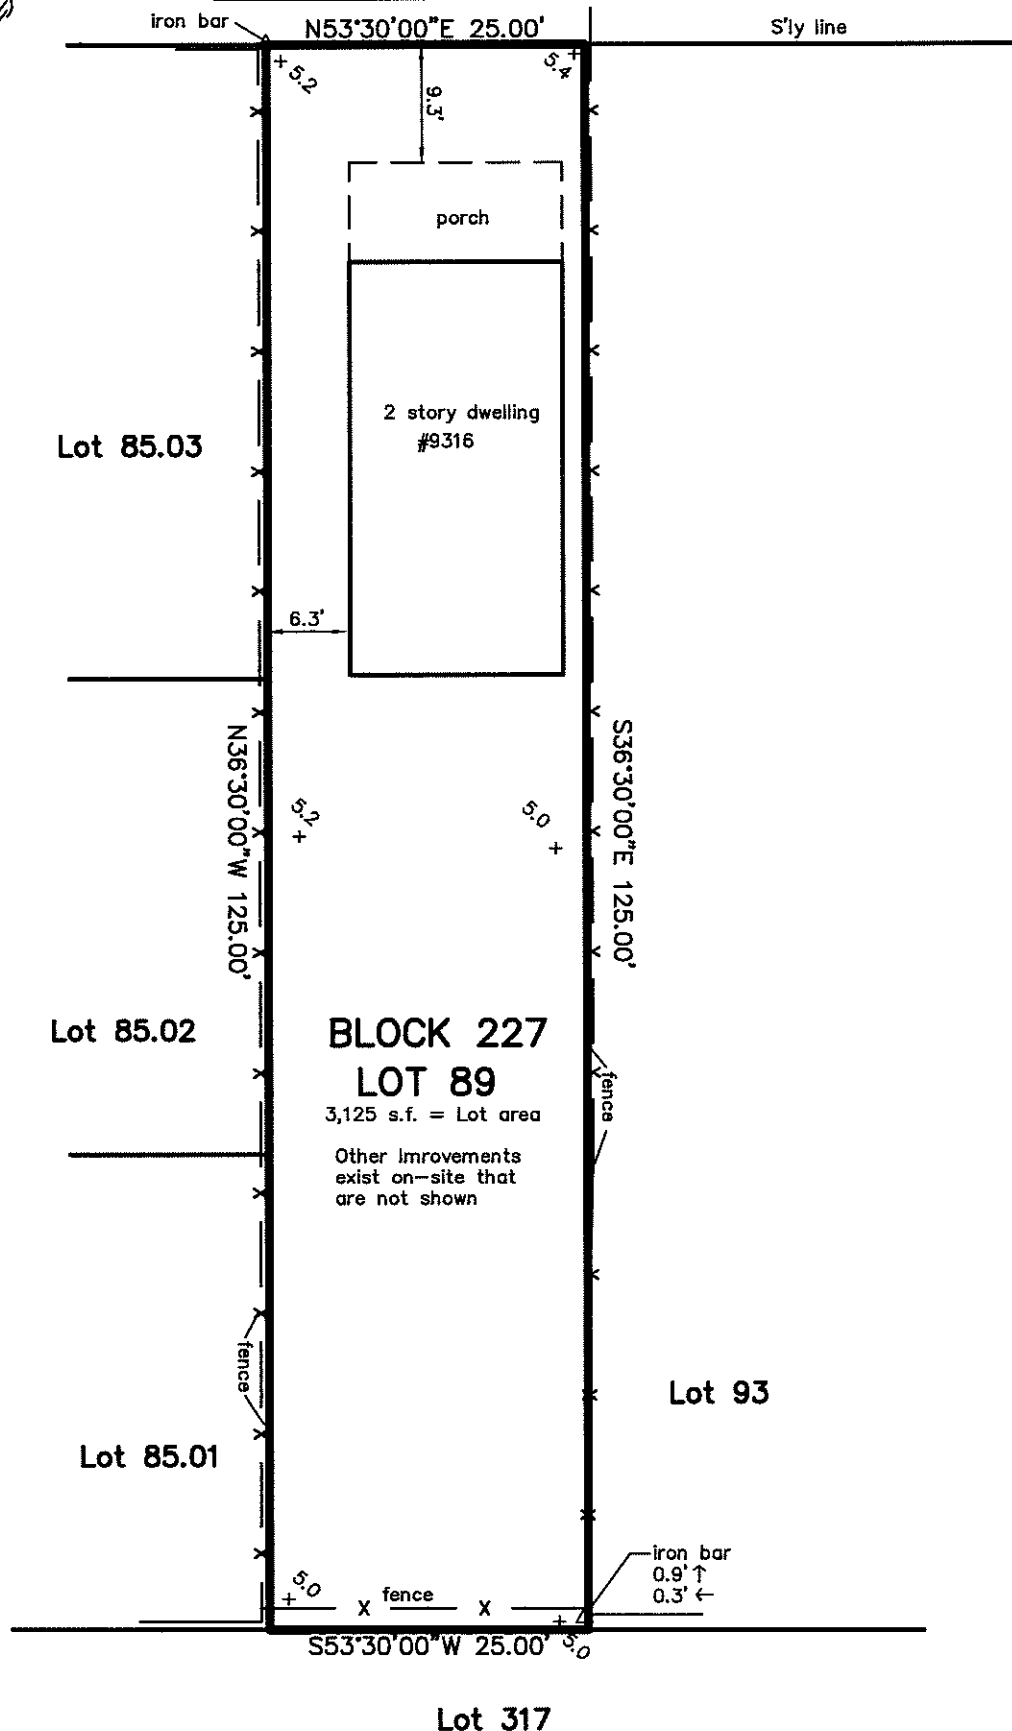 iron bar
N53°30'00"E 25.00'
S'ly line
5.2
5.4
9.3'
porch
2 story dwelling
#9316
Lot 85.03
6.3'
N36°30'00"W 125.00'
S36°30'00"E 125.00'
5.2
5.0
Lot 85.02
BLOCK 227
LOT 89
3,125 s.f. = Lot area
fence
Other Imrovements
exist on-site that
are not shown
fence
Lot 93
Lot 85.01
iron bar
0.9' ↑
0.3' ←
5.0
fence
5.0
S53°30'00"W 25.00'
Lot 317